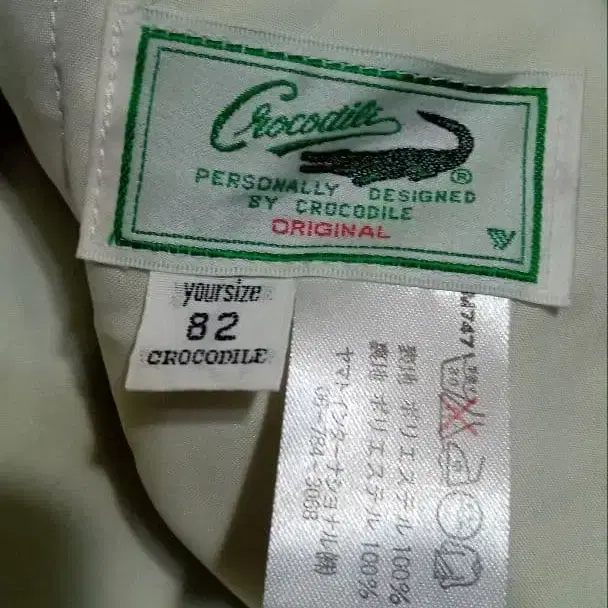 Crocodile
®
PERSONALLY DESIGNED
BY CROCODILE
ORIGINAL
yoursize
82
CROCODILE
表地 ポリエステル 100%
裏地 ポリエステル 100%
ヤマトインターナショナル(株)